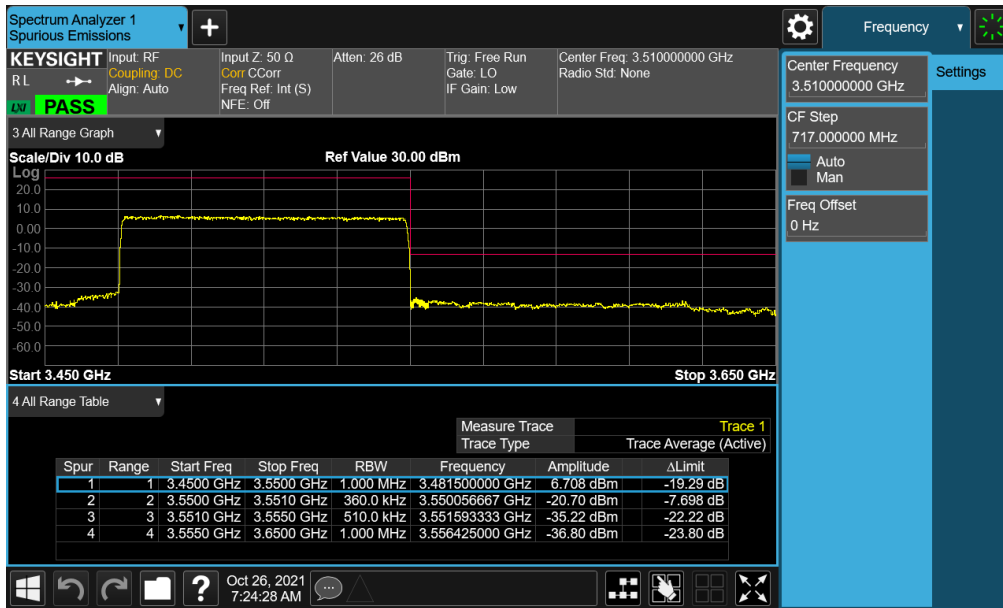 Spectrum Analyzer 1
Spurious Emissions
+
Frequency
KEYSIGHT
R L
LXI
PASS
Input: RF
Coupling: DC
Align: Auto
Input Z: 50 Ω
Corr CCorr
Freq Ref: Int (S)
NFE: Off
Atten: 26 dB
Trig: Free Run
Gate: LO
IF Gain: Low
Center Freq: 3.510000000 GHz
Radio Std: None
Center Frequency
3.510000000 GHz
Settings
CF Step
717.000000 MHz
Auto
Man
Freq Offset
0 Hz
3 All Range Graph
Scale/Div 10.0 dB
Ref Value 30.00 dBm
Log
20.0
10.0
0.00
-10.0
-20.0
-30.0
-40.0
-50.0
-60.0
Start 3.450 GHz
Stop 3.650 GHz
4 All Range Table
Measure Trace Trace 1
Trace Type Trace Average (Active)
Spur Range Start Freq Stop Freq RBW Frequency Amplitude ΔLimit
1 1 3.4500 GHz 3.5500 GHz 1.000 MHz 3.481500000 GHz 6.708 dBm -19.29 dB
2 2 3.5500 GHz 3.5510 GHz 360.0 kHz 3.550056667 GHz -20.70 dBm -7.698 dB
3 3 3.5510 GHz 3.5550 GHz 510.0 kHz 3.551593333 GHz -35.22 dBm -22.22 dB
4 4 3.5550 GHz 3.6500 GHz 1.000 MHz 3.556425000 GHz -36.80 dBm -23.80 dB
?
Oct 26, 2021
7:24:28 AM